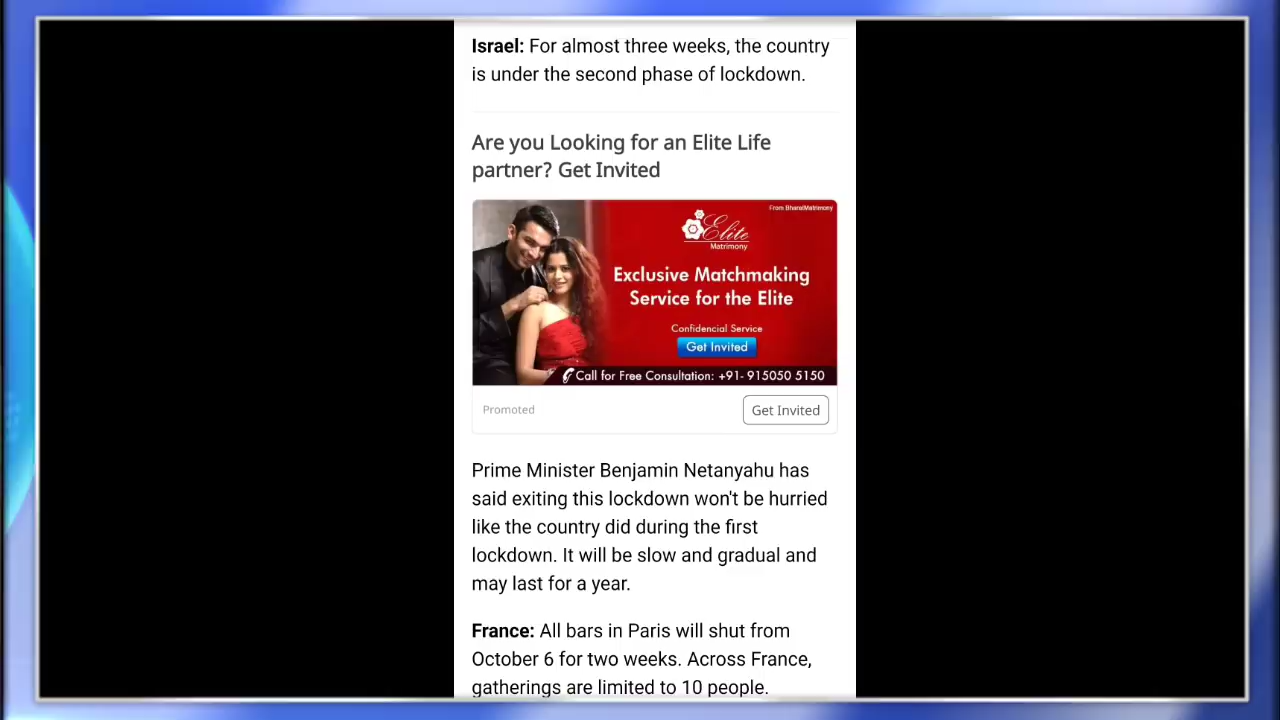 Israel: For almost three weeks, the country
is under the second phase of lockdown.
Are you Looking for an Elite Life
partner? Get Invited
From BharatMatrimony
Elite
Matrimony
Exclusive Matchmaking
Service for the Elite
Confidencial Service
Get Invited
Call for Free Consultation: +91- 915050 5150
Promoted
Get Invited
Prime Minister Benjamin Netanyahu has
said exiting this lockdown won't be hurried
like the country did during the first
lockdown. It will be slow and gradual and
may last for a year.
France: All bars in Paris will shut from
October 6 for two weeks. Across France,
gatherings are limited to 10 people.